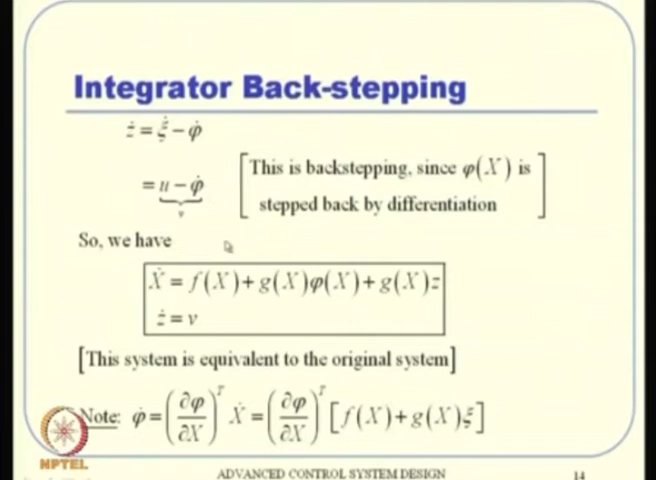 Integrator Back-stepping
ż = ξ̇ − φ̇
= u − φ̇ [This is backstepping, since φ(X) is
v stepped back by differentiation]
So, we have
Ẋ = f(X) + g(X)φ(X) + g(X)z
ż = v
[This system is equivalent to the original system]
Note: φ̇ = (∂φ/∂X)ᵀ Ẋ = (∂φ/∂X)ᵀ [f(X) + g(X)ξ]
NPTEL
ADVANCED CONTROL SYSTEM DESIGN 14